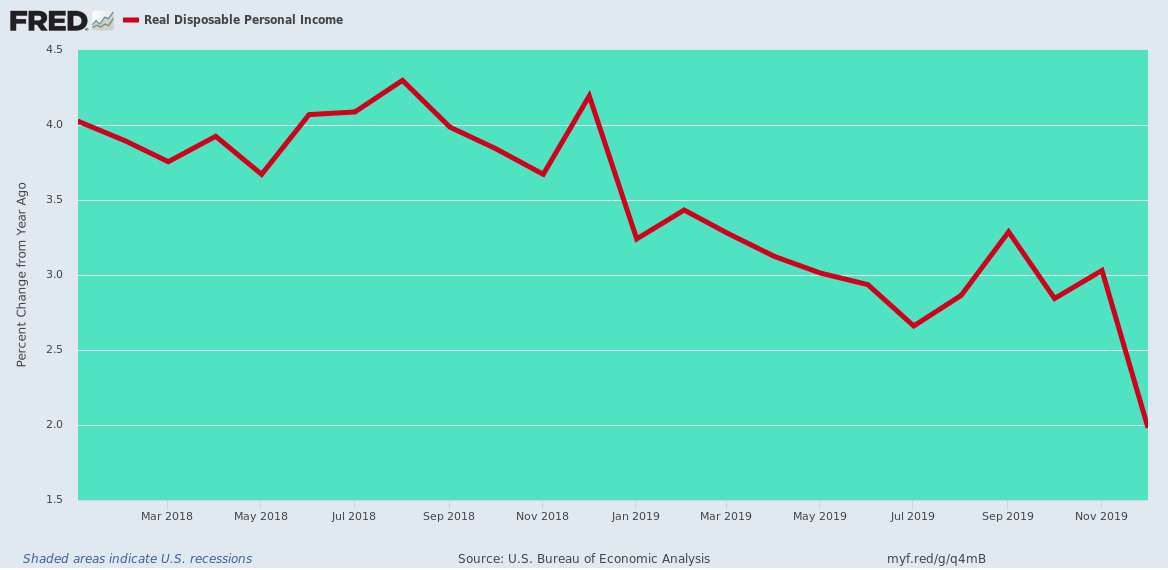 FRED
Real Disposable Personal Income
Percent Change from Year Ago
4.5
4.0
3.5
3.0
2.5
2.0
1.5
Mar 2018 May 2018 Jul 2018 Sep 2018 Nov 2018 Jan 2019 Mar 2019 May 2019 Jul 2019 Sep 2019 Nov 2019
Shaded areas indicate U.S. recessions
Source: U.S. Bureau of Economic Analysis
myf.red/g/q4mB